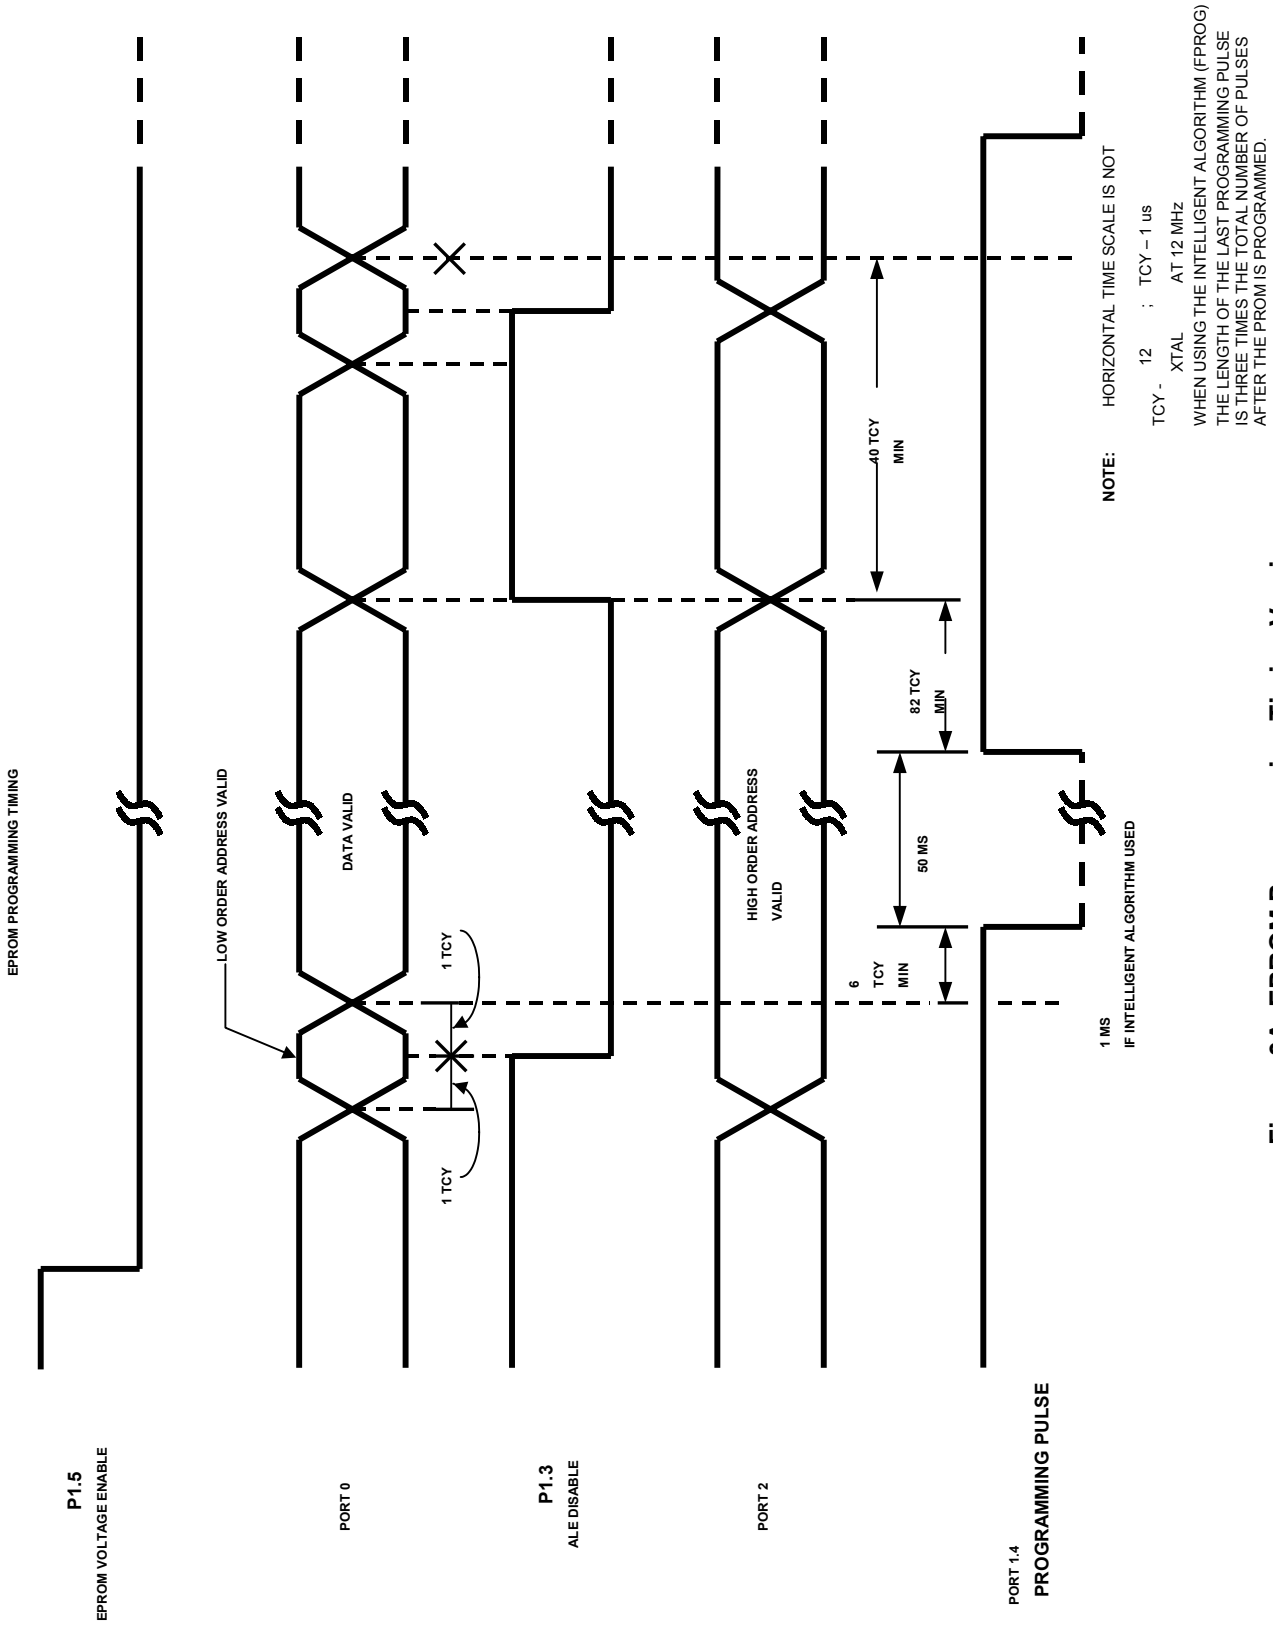 EPROM PROGRAMMING TIMING
P1.5
EPROM VOLTAGE ENABLE
LOW ORDER ADDRESS VALID
PORT 0
DATA VALID
1 TCY
1 TCY
P1.3
ALE DISABLE
PORT 2
HIGH ORDER ADDRESS
VALID
6
TCY
MIN
50 MS
82 TCY
MIN
40 TCY
MIN
PORT 1.4
PROGRAMMING PULSE
1 MS
IF INTELLIGENT ALGORITHM USED
NOTE: HORIZONTAL TIME SCALE IS NOT
TCY - 12 ; TCY – 1 us
XTAL AT 12 MHz
WHEN USING THE INTELLIGENT ALGORITHM (FPROG)
THE LENGTH OF THE LAST PROGRAMMING PULSE
IS THREE TIMES THE TOTAL NUMBER OF PULSES
AFTER THE PROM IS PROGRAMMED.